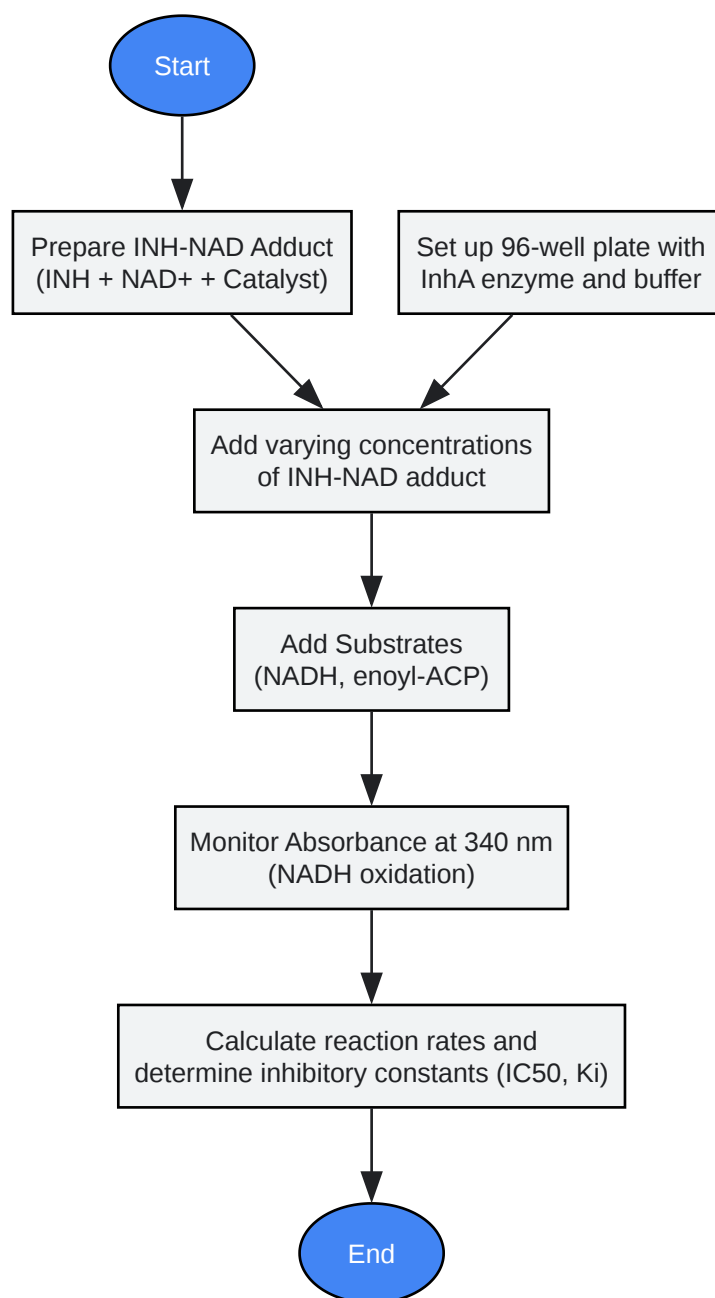 Start
Prepare INH-NAD Adduct
(INH + NAD+ + Catalyst)
Set up 96-well plate with
InhA enzyme and buffer
Add varying concentrations
of INH-NAD adduct
Add Substrates
(NADH, enoyl-ACP)
Monitor Absorbance at 340 nm
(NADH oxidation)
Calculate reaction rates and
determine inhibitory constants (IC50, Ki)
End